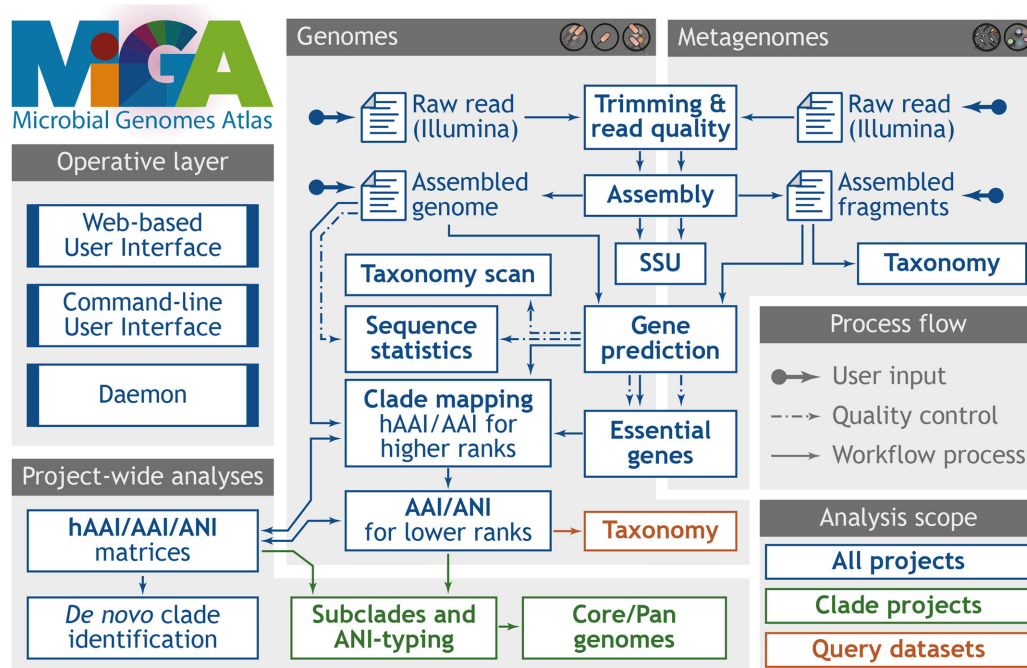 MiGA
Microbial Genomes Atlas
Operative layer
Web-based
User Interface
Command-line
User Interface
Daemon
Project-wide analyses
hAAI/AAI/ANI
matrices
De novo clade
identification
Genomes
Metagenomes
Raw read
(Illumina)
Trimming &
read quality
Raw read
(Illumina)
Assembled
genome
Assembly
Assembled
fragments
SSU
Taxonomy
Taxonomy scan
Sequence
statistics
Gene
prediction
Clade mapping
hAAI/AAI for
higher ranks
Essential
genes
AAI/ANI
for lower ranks
Taxonomy
Subclades and
ANI-typing
Core/Pan
genomes
Process flow
User input
Quality control
Workflow process
Analysis scope
All projects
Clade projects
Query datasets